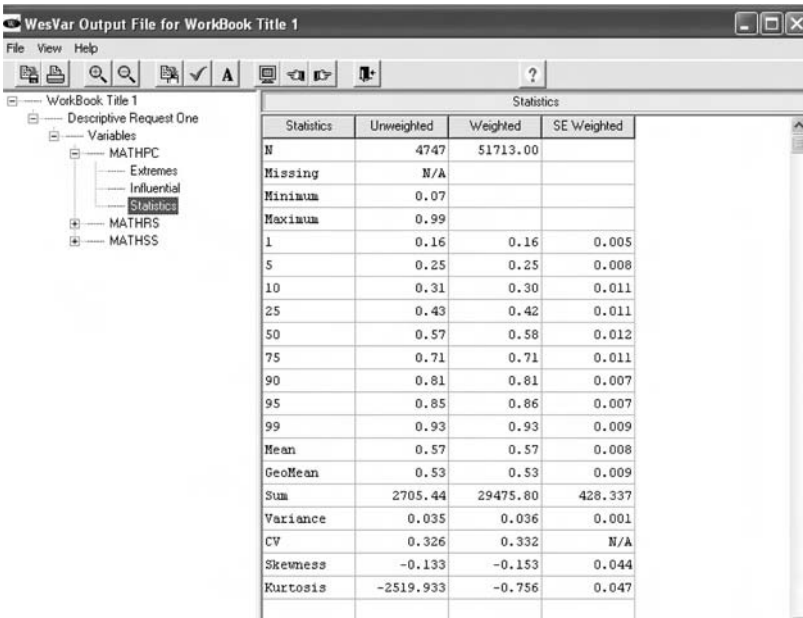 WesVar Output File for WorkBook Title 1
File View Help
A ?
WorkBook Title 1
Descriptive Request One
Variables
MATHPC
Extremes
Influential
Statistics
MATHRS
MATHSS
Statistics
Statistics Unweighted Weighted SE Weighted
N 4747 51713.00
Missing N/A
Minimum 0.07
Maximum 0.99
1 0.16 0.16 0.005
5 0.25 0.25 0.008
10 0.31 0.30 0.011
25 0.43 0.42 0.011
50 0.57 0.58 0.012
75 0.71 0.71 0.011
90 0.81 0.81 0.007
95 0.85 0.86 0.007
99 0.93 0.93 0.009
Mean 0.57 0.57 0.008
GeoMean 0.53 0.53 0.009
Sum 2705.44 29475.80 428.337
Variance 0.035 0.036 0.001
CV 0.326 0.332 N/A
Skewness -0.133 -0.153 0.044
Kurtosis -2519.933 -0.756 0.047